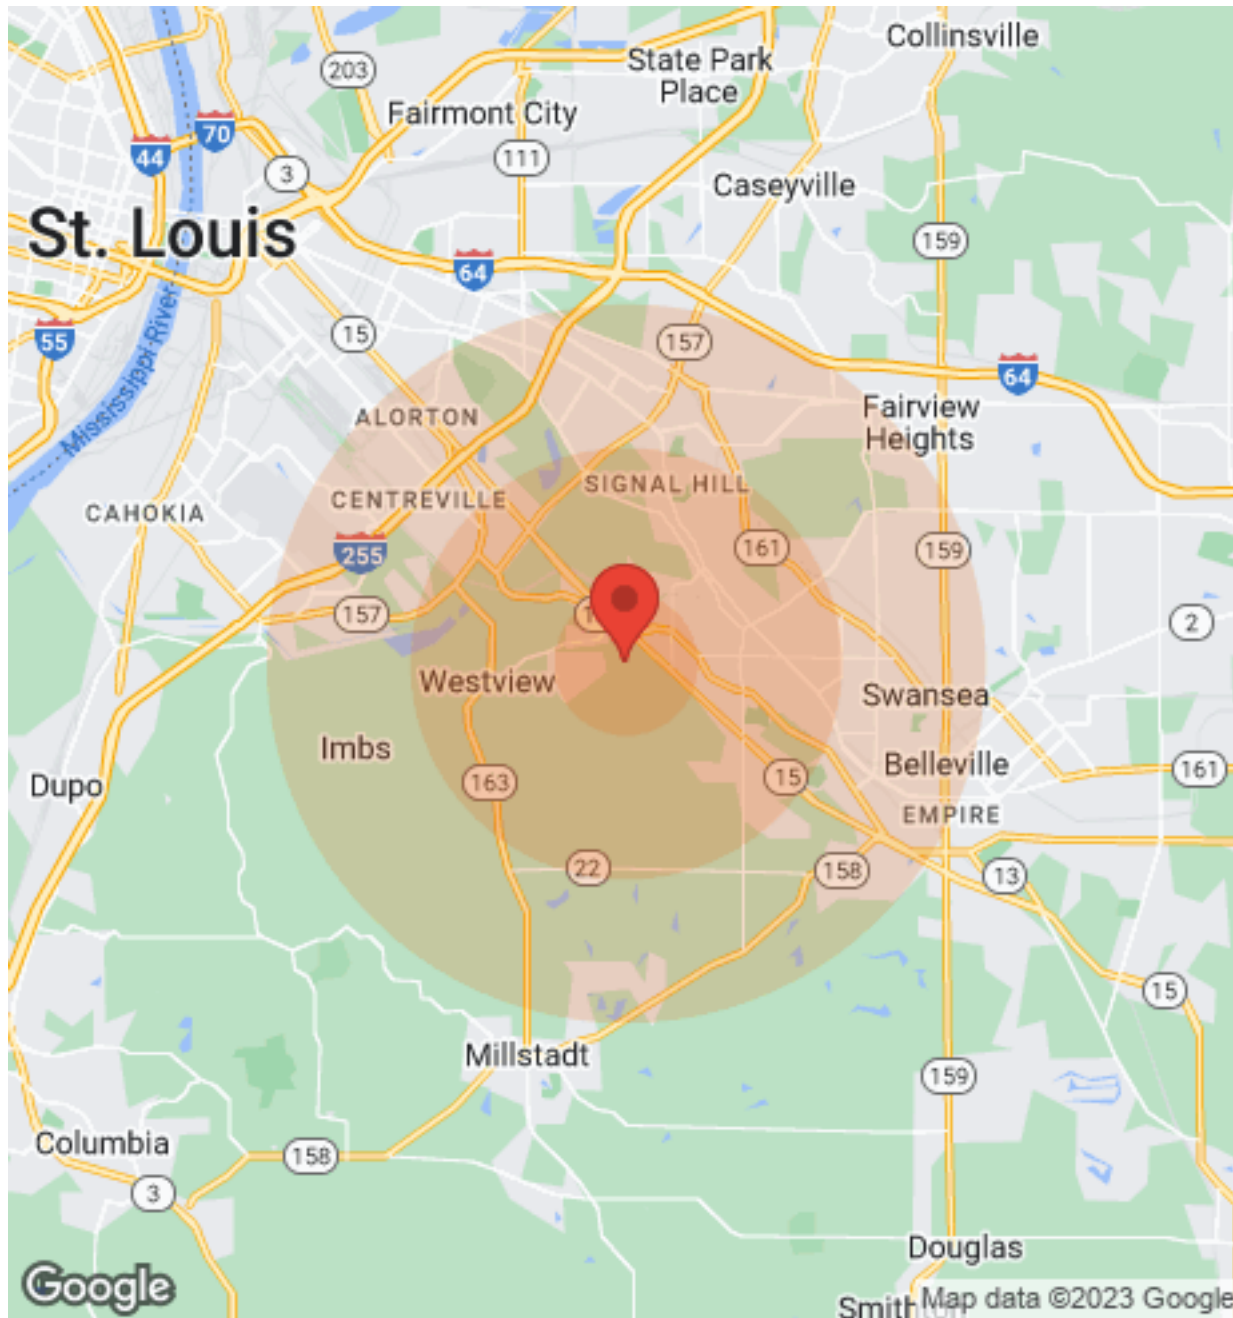 Collinsville
State Park
Place
203
Fairmont City
70
44
111
3
Caseyville
St. Louis
159
64
15
157
55
64
Mississippi River
ALORTON
Fairview
Heights
SIGNAL HILL
CENTREVILLE
CAHOKIA
161
159
255
157
2
Westview
Swansea
Imbs
Belleville
161
Dupo
163
15
EMPIRE
22
158
13
15
Millstadt
159
Columbia
158
3
Douglas
Google
Map data ©2023 Google